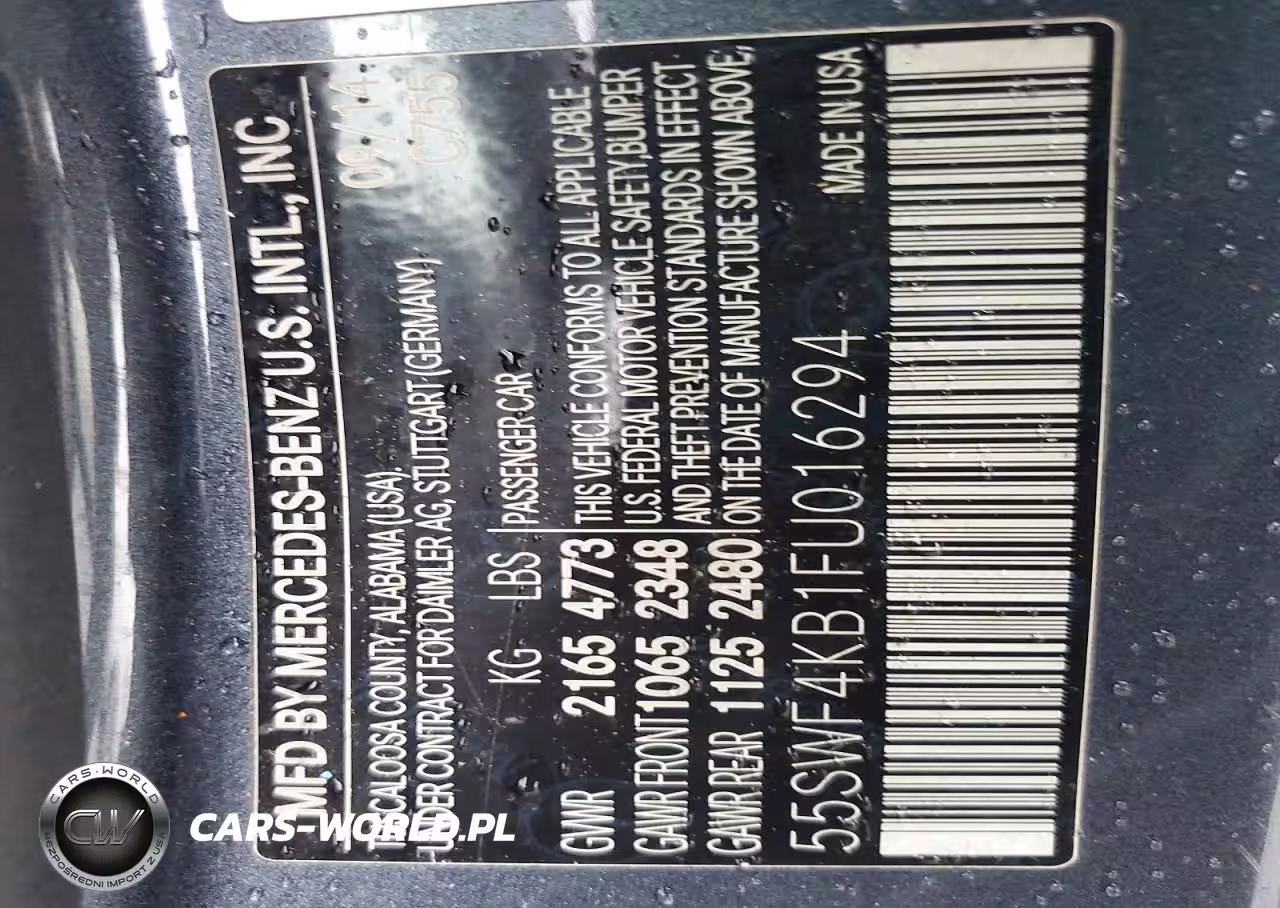 MFD BY MERCEDES-BENZ U.S. INTL., INC
TUSCALOOSA COUNTY, ALABAMA (USA).
09/14
UNDER CONTRACT FOR DAIMLER AG, STUTTGART (GERMANY)
C755
KG LBS PASSENGER CAR
GVWR 2165 4773 THIS VEHICLE CONFORMS TO ALL APPLICABLE
GAWR FRONT 1065 2348 U.S. FEDERAL MOTOR VEHICLE SAFETY, BUMPER
AND THEFT PREVENTION STANDARDS IN EFFECT
GAWR REAR 1125 2480 ON THE DATE OF MANUFACTURE SHOWN ABOVE.
55SWF4KB1FU016294 MADE IN USA
CARS-WORLD
CW
BEZPOŚREDNI IMPORT Z USA
CARS-WORLD.PL